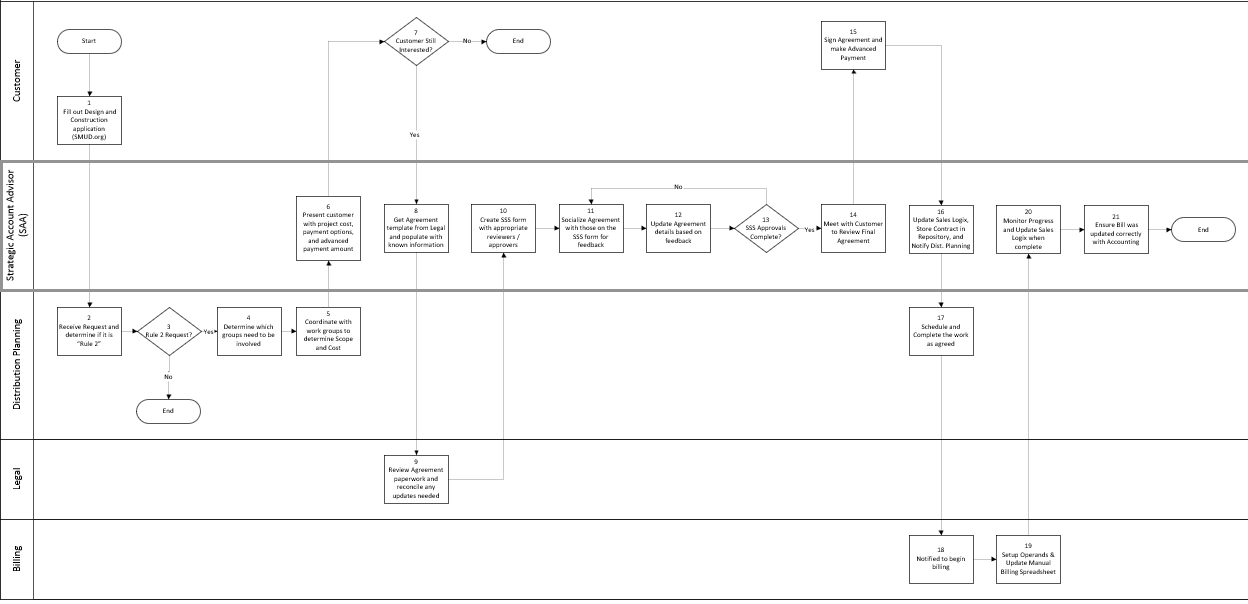 Customer
Start
1
Fill out Design and
Construction
application
(SMUD.org)
7
Customer Still
Interested?
No
End
Yes
15
Sign Agreement and
make Advanced
Payment
Strategic Account Advisor
(SAA)
6
Present customer
with project cost,
payment options,
and advanced
payment amount
8
Get Agreement
template from Legal
and populate with
known information
10
Create SSS form
with appropriate
reviewers /
approvers
11
Socialize Agreement
with those on the
SSS form for
feedback
No
12
Update Agreement
details based on
feedback
13
SSS Approvals
Complete?
Yes
14
Meet with Customer
to Review Final
Agreement
16
Update Sales Logix,
Store Contract in
Repository, and
Notify Dist. Planning
20
Monitor Progress
and Update Sales
Logix when
complete
21
Ensure Bill was
updated correctly
with Accounting
End
Distribution Planning
2
Receive Request and
determine if it is
"Rule 2"
3
Rule 2 Request?
Yes
No
End
4
Determine which
groups need to be
involved
5
Coordinate with
work groups to
determine Scope
and Cost
17
Schedule and
Complete the work
as agreed
Legal
9
Review Agreement
paperwork and
reconcile any
updates needed
Billing
18
Notified to begin
billing
19
Setup Operands &
Update Manual
Billing Spreadsheet